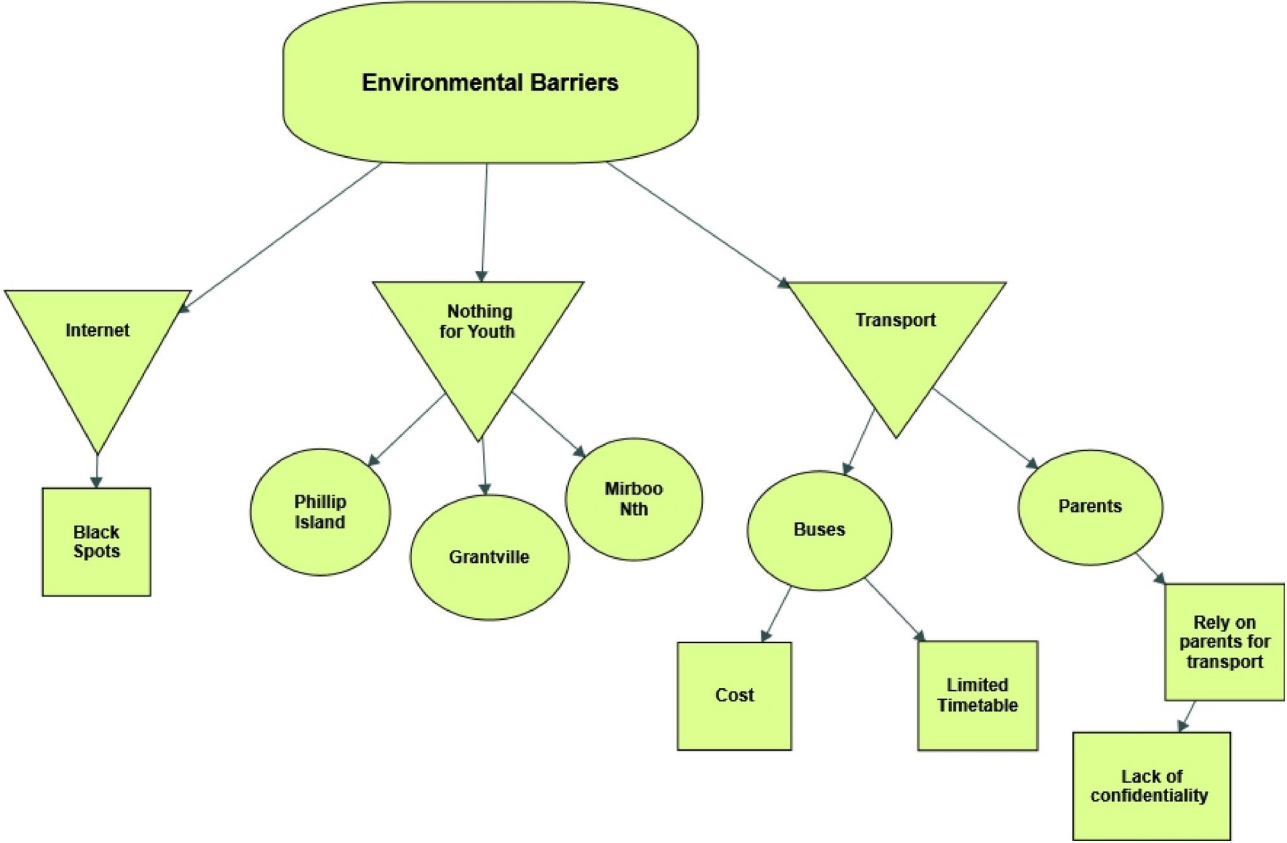 Environmental Barriers
Internet
Nothing
for Youth
Transport
Black
Spots
Phillip
Island
Grantville
Mirboo
Nth
Buses
Parents
Cost
Limited
Timetable
Rely on
parents for
transport
Lack of
confidentiality